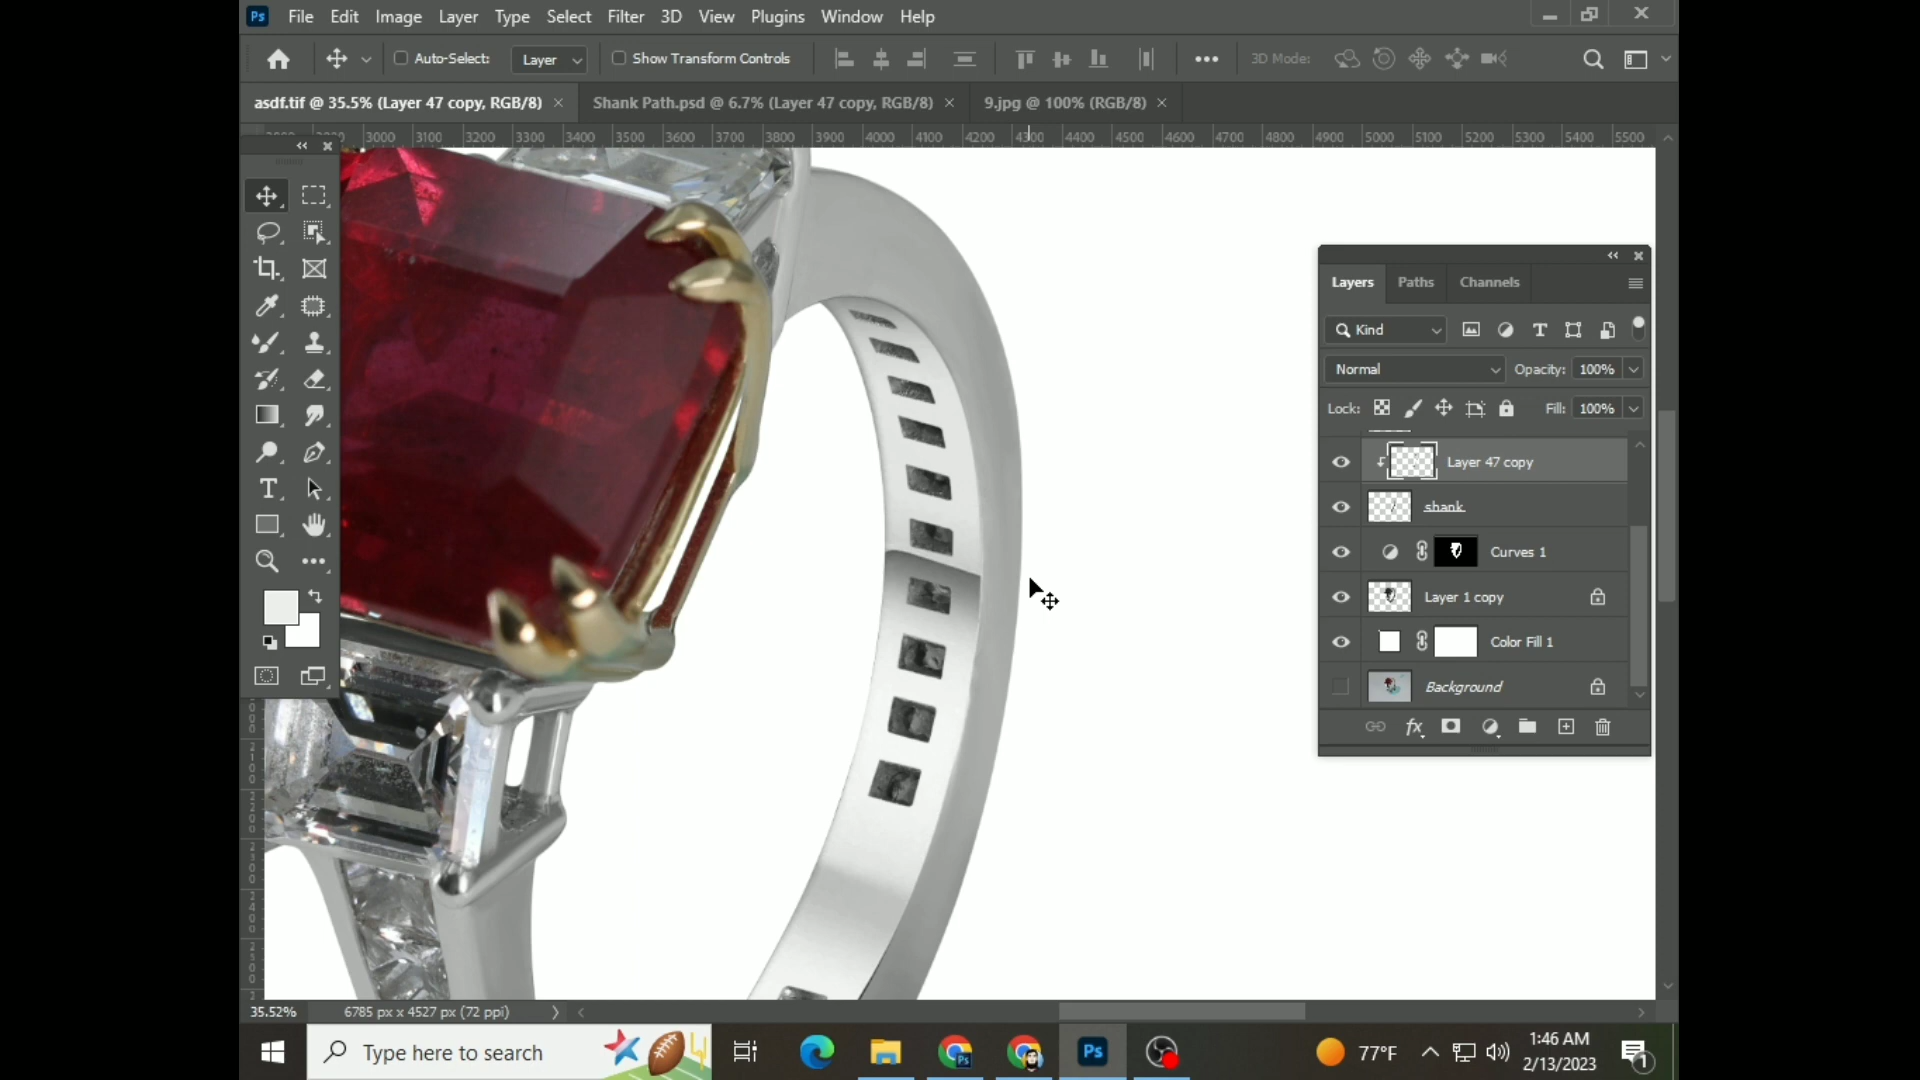 Ps File Edit Image Layer Type Select Filter 3D View Plugins Window Help
Auto-Select: Layer Show Transform Controls 3D Mode:
asdf.tif @ 35.5% (Layer 47 copy, RGB/8) Shank Path.psd @ 6.7% (Layer 47 copy, RGB/8) 9.jpg @ 100% (RGB/8)
3000 3100 3200 3300 3400 3500 3600 3700 3800 3900 4000 4100 4200 4300 4400 4500 4600 4700 4800 4900 5000 5100 5200 5300 5400 5500
Layers Paths Channels
Kind
Normal Opacity: 100%
Lock: Fill: 100%
Layer 47 copy
shank
Curves 1
Layer 1 copy
Color Fill 1
Background
fx
35.52% 6785 px x 4527 px (72 ppi)
Type here to search
Ps
77°F
1:46 AM
2/13/2023
1